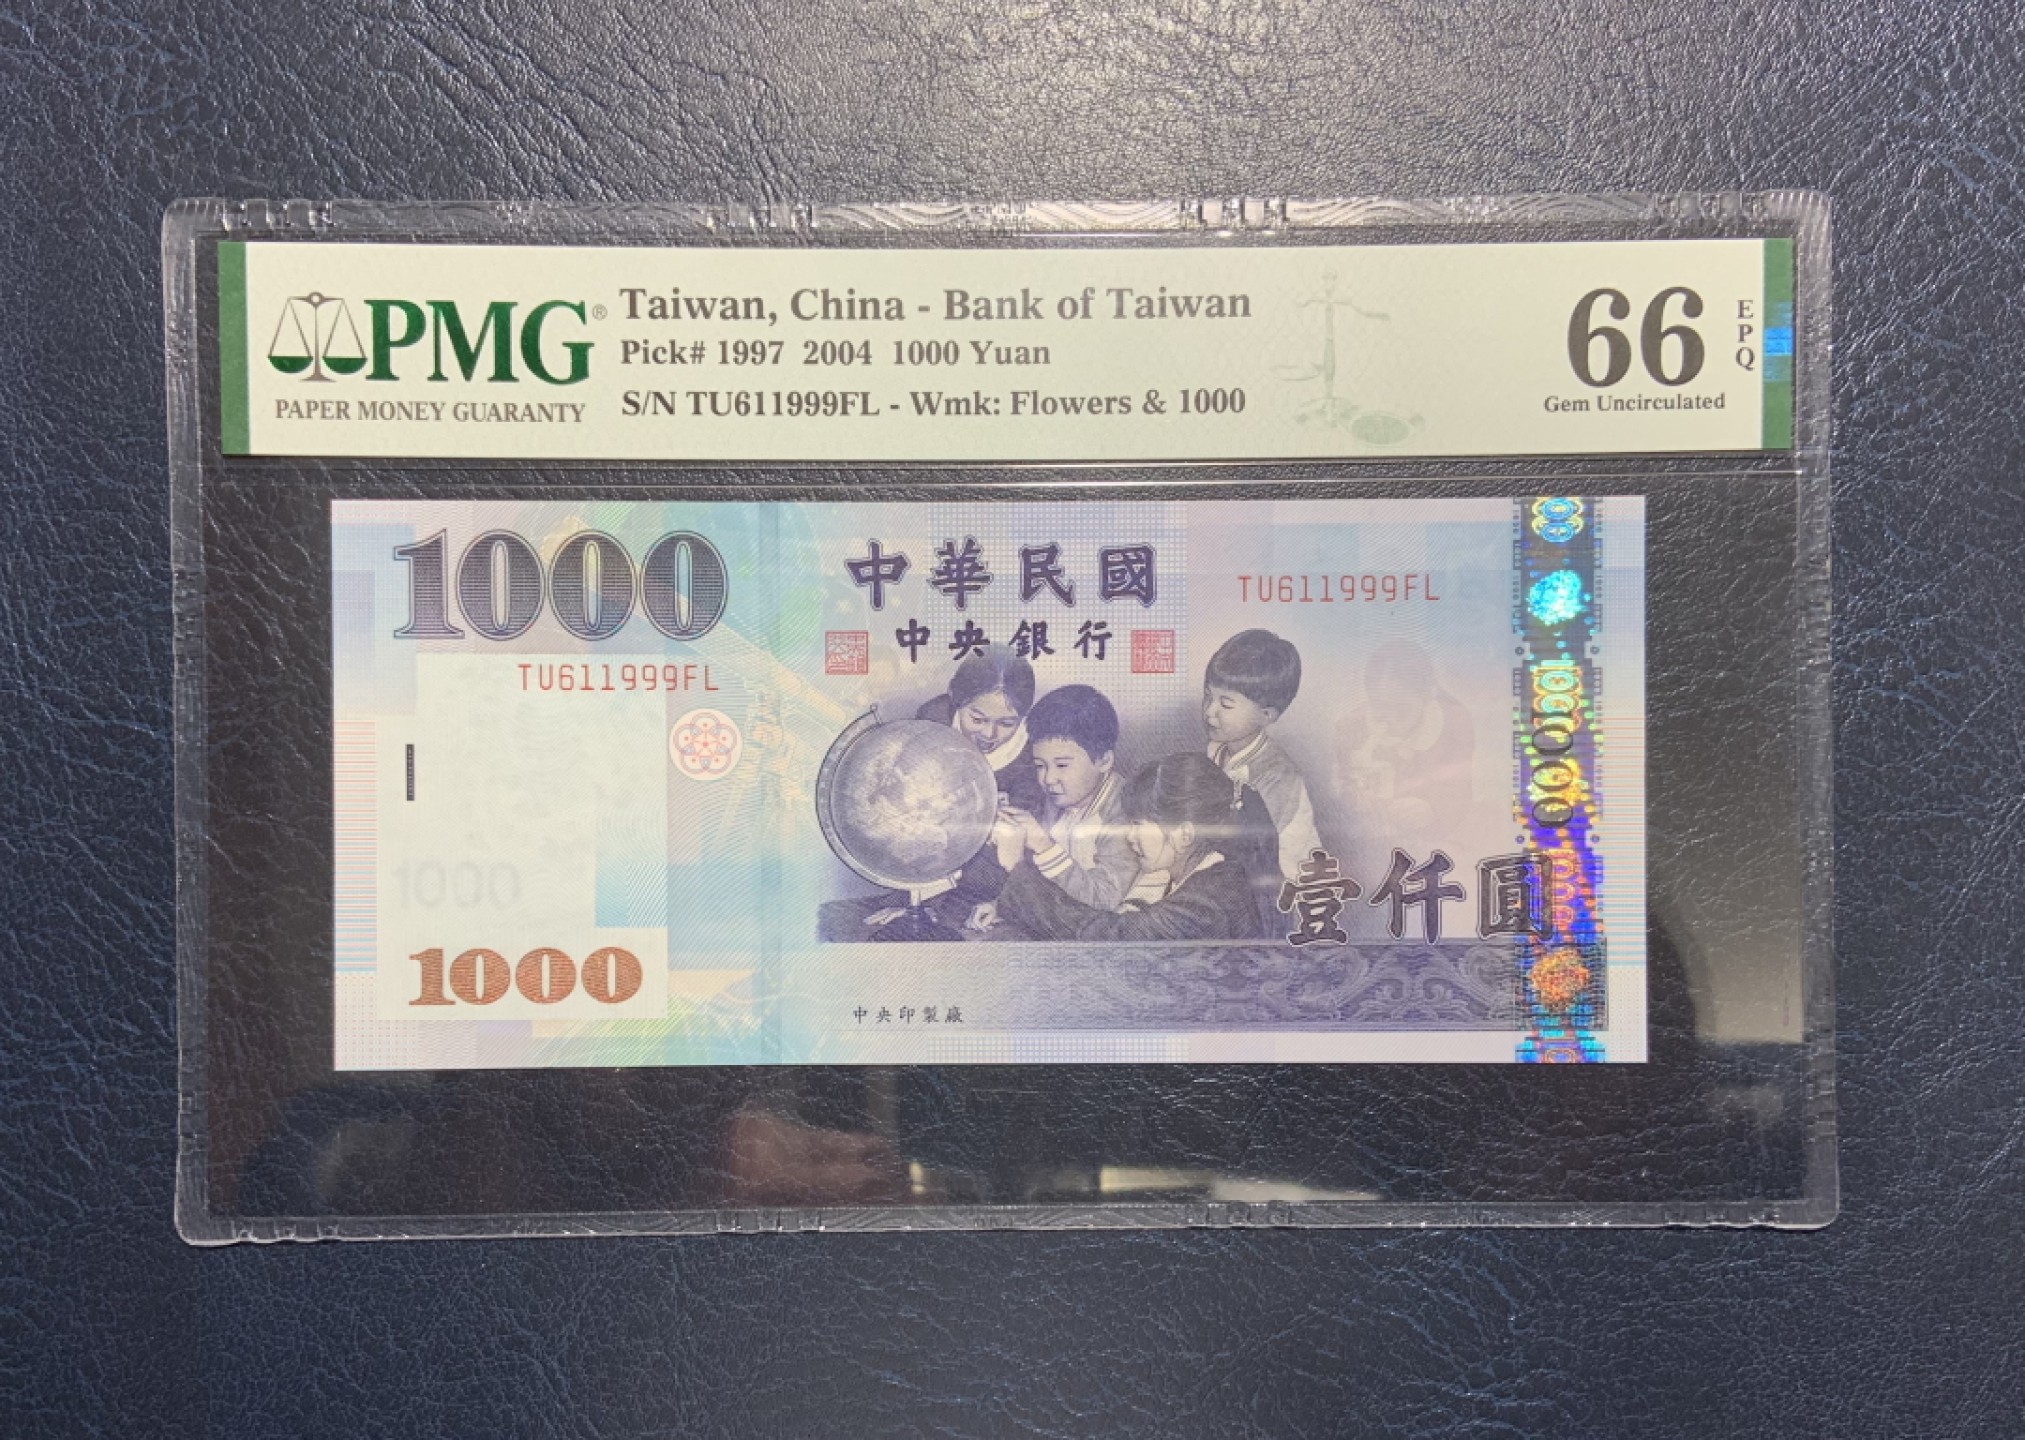 PMG®
PAPER MONEY GUARANTY
Taiwan, China - Bank of Taiwan
Pick# 1997 2004 1000 Yuan
S/N TU611999FL - Wmk: Flowers & 1000
66
EPQ
Gem Uncirculated
1000
中華民國
TU611999FL
中央銀行
TU611999FL
1000
1000
1000
壹仟圓
中央印製廠